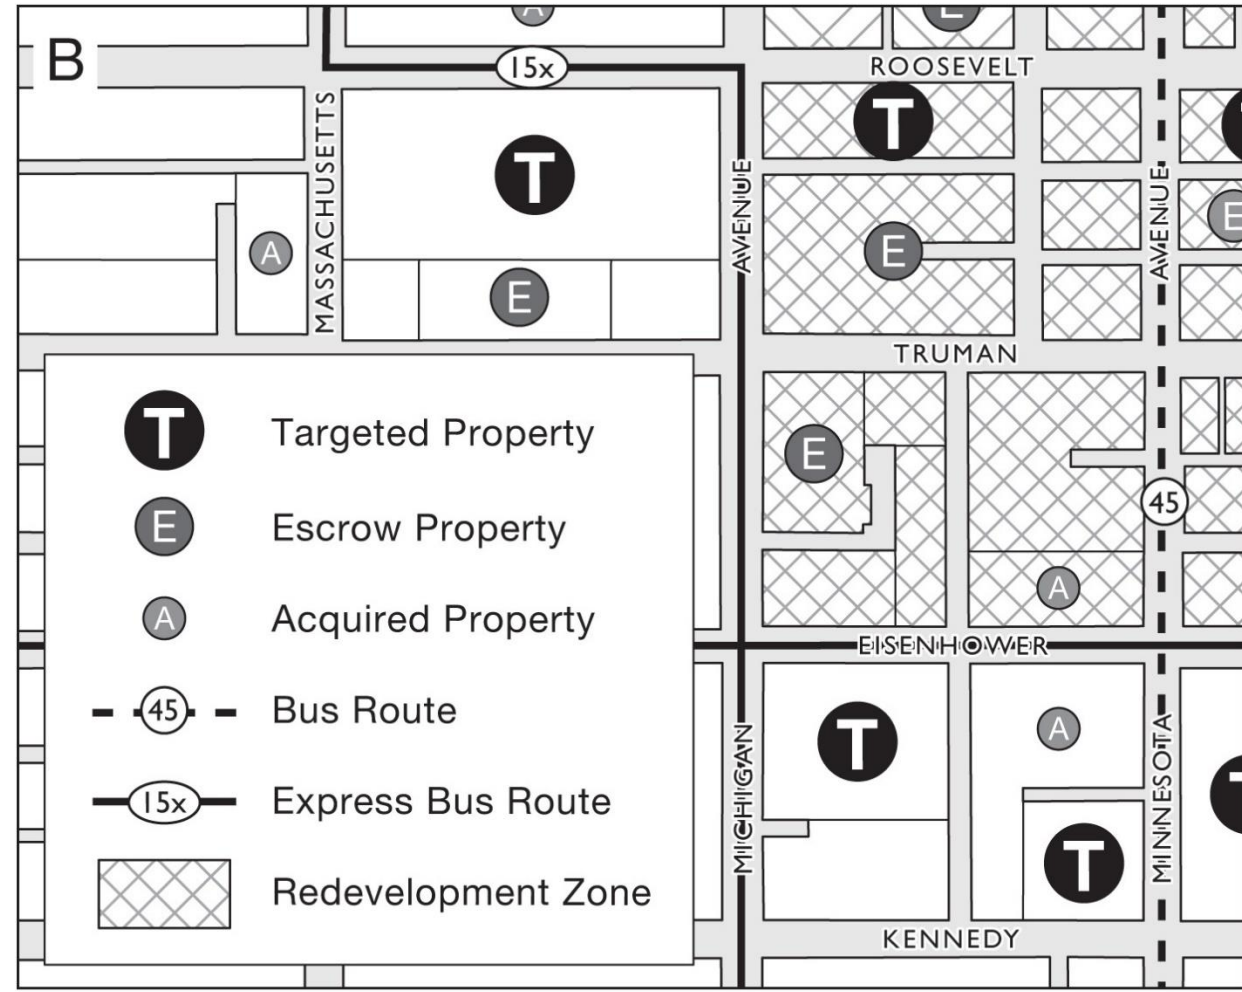 B
A
E
15x
ROOSEVELT
T
T
MASSACHUSETTS
AVENUE
AVENUE
A
E
E
E
TRUMAN
E
45
A
EISENHOWER
T
A
MICHIGAN
T
MINNESOTA
T
KENNEDY
T Targeted Property
E Escrow Property
A Acquired Property
45 Bus Route
15x Express Bus Route
Redevelopment Zone